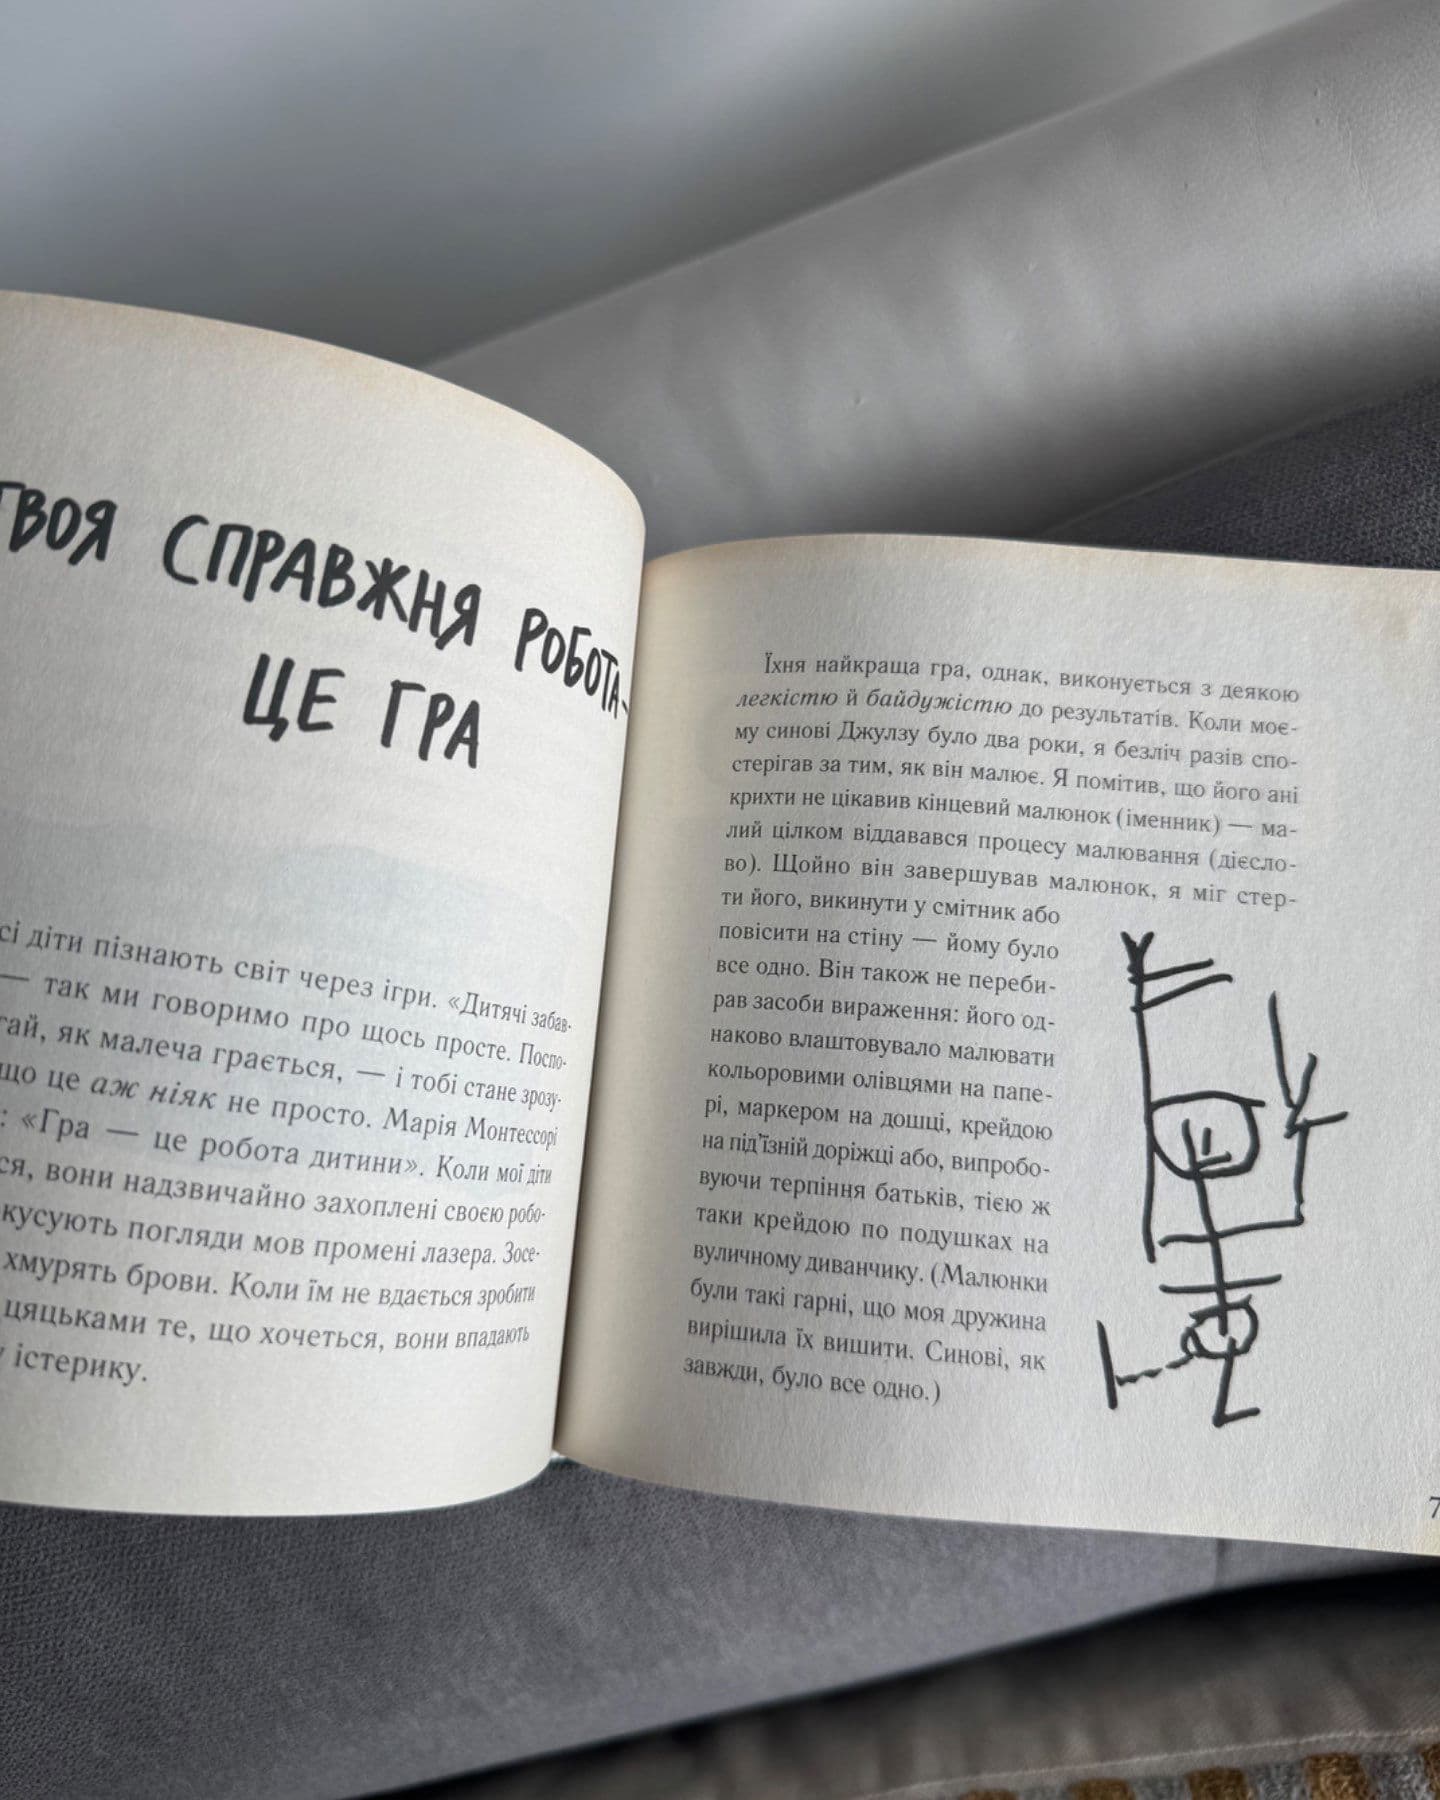 ТВОЯ СПРАВЖНЯ РОБОТА—
ЦЕ ГРА
сі діти пізнають світ через ігри. «Дитячі забав-
— так ми говоримо про щось просте. Поспо-
гай, як малеча грається, — і тобі стане зрозу-
що це аж ніяк не просто. Марія Монтессорі
: «Гра — це робота дитини». Коли мої діти
ся, вони надзвичайно захоплені своєю робо-
кусують погляди мов промені лазера. Зосе-
хмурять брови. Коли їм не вдається зробити
цяцьками те, що хочеться, вони впадають
у істерику.
Їхня найкраща гра, однак, виконується з деякою
легкістю й байдужістю до результатів. Коли моє-
му синові Джулзу було два роки, я безліч разів спо-
стерігав за тим, як він малює. Я помітив, що його ані
крихти не цікавив кінцевий малюнок (іменник) — ма-
лий цілком віддавався процесу малювання (дієсло-
во). Щойно він завершував малюнок, я міг стер-
ти його, викинути у смітник або
повісити на стіну — йому було
все одно. Він також не переби-
рав засоби вираження: його од-
наково влаштовувало малювати
кольоровими олівцями на папе-
рі, маркером на дошці, крейдою
на під’їзній доріжці або, випробо-
вуючи терпіння батьків, тією ж
таки крейдою по подушках на
вуличному диванчику. (Малюнки
були такі гарні, що моя дружина
вирішила їх вишити. Синові, як
завжди, було все одно.)
7